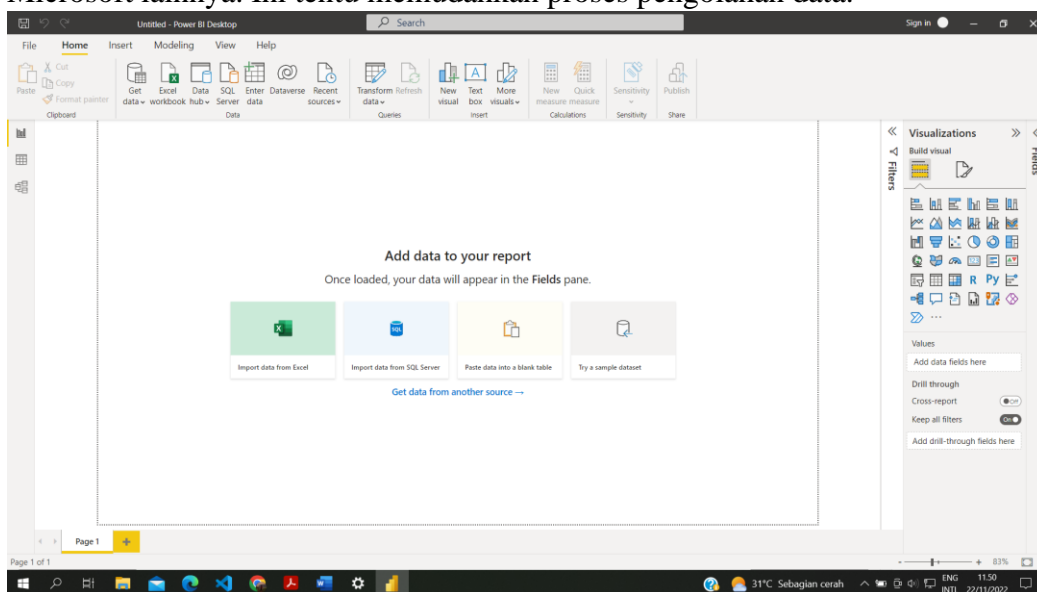 Microsoft lainnya. Ini tentu memudahkan proses pengolahan data.
Untitled - Power BI Desktop
Search
Sign in
File Home Insert Modeling View Help
Paste
Cut
Copy
Format painter
Get data
Excel workbook
Data hub
SQL Server
Enter data
Dataverse
Recent sources
Transform data
Refresh
New visual
Text box
More visuals
New measure
Quick measure
Sensitivity
Publish
Clipboard
Data
Queries
Insert
Calculations
Sensitivity
Share
Filters
Visualizations
Fields
Build visual
R Py
Add data to your report
Once loaded, your data will appear in the Fields pane.
SQL
Import data from Excel
Import data from SQL Server
Paste data into a blank table
Try a sample dataset
Get data from another source →
Values
Add data fields here
Drill through
Cross-report Off
Keep all filters On
Add drill-through fields here
Page 1
Page 1 of 1
83%
31°C Sebagian cerah
ENG
INTL
11.50
22/11/2022